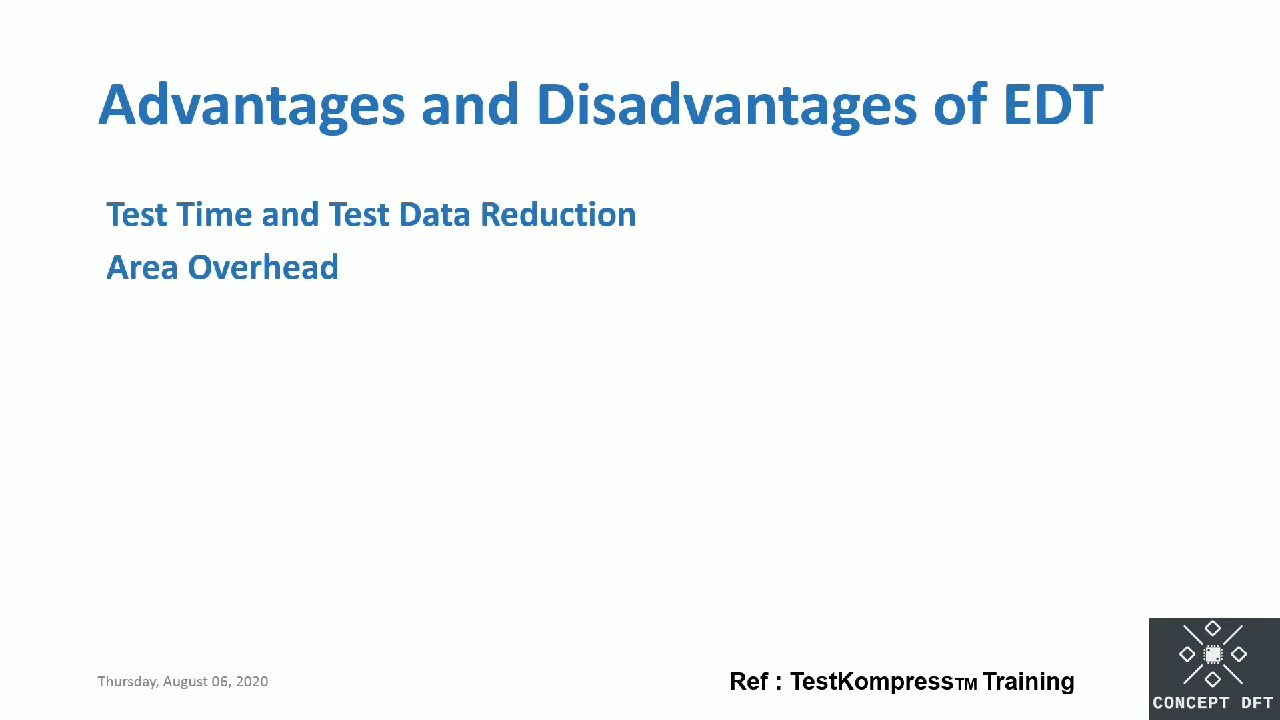 Advantages and Disadvantages of EDT
Test Time and Test Data Reduction
Area Overhead
Thursday, August 06, 2020
Ref : TestKompress™ Training
CONCEPT DFT